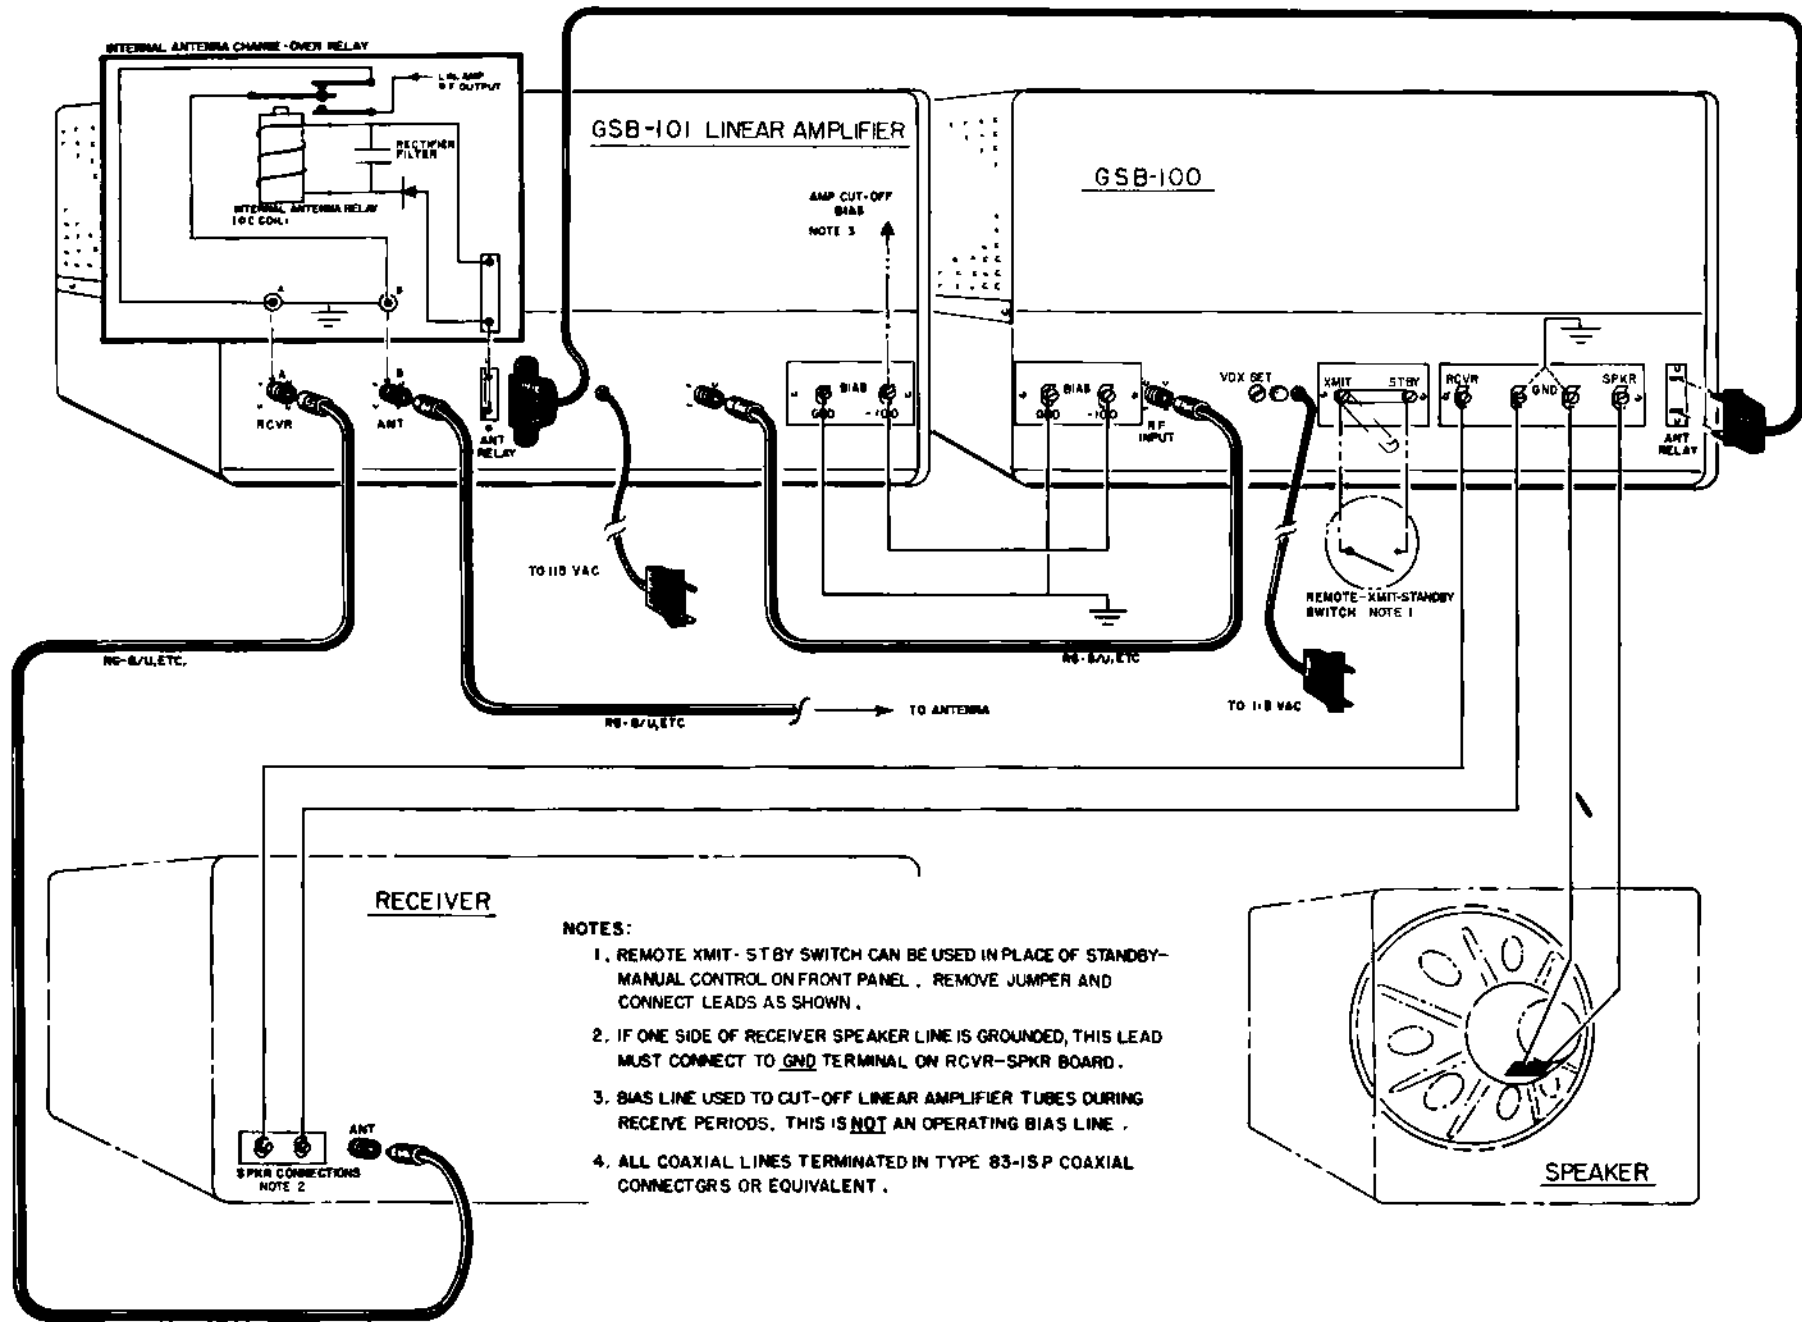 INTERNAL ANTENNA CHANGE-OVER RELAY
LIN. AMP
R F OUTPUT
RECTIFIER
FILTER
INTERNAL ANTENNA RELAY
(D C COIL)
A
B
GSB-101 LINEAR AMPLIFIER
AMP CUT-OFF
BIAS
NOTE 3
GSB-100
A
RCVR
B
ANT
ANT
RELAY
BIAS
GND
-100
BIAS
GND
-100
RF
INPUT
VOX SET
XMIT
STBY
RCVR
GND
SPKR
ANT
RELAY
TO 115 VAC
REMOTE-XMIT-STANDBY
SWITCH NOTE 1
RG-8/U, ETC.
RG-8/U, ETC
RG-8/U, ETC
TO ANTENNA
TO 115 VAC
RECEIVER
NOTES:
1. REMOTE XMIT-STBY SWITCH CAN BE USED IN PLACE OF STANDBY-
MANUAL CONTROL ON FRONT PANEL. REMOVE JUMPER AND
CONNECT LEADS AS SHOWN.
2. IF ONE SIDE OF RECEIVER SPEAKER LINE IS GROUNDED, THIS LEAD
MUST CONNECT TO GND TERMINAL ON RCVR-SPKR BOARD.
3. BIAS LINE USED TO CUT-OFF LINEAR AMPLIFIER TUBES DURING
RECEIVE PERIODS. THIS IS NOT AN OPERATING BIAS LINE.
4. ALL COAXIAL LINES TERMINATED IN TYPE 83-1SP COAXIAL
CONNECTORS OR EQUIVALENT.
ANT
SPKR CONNECTIONS
NOTE 2
SPEAKER